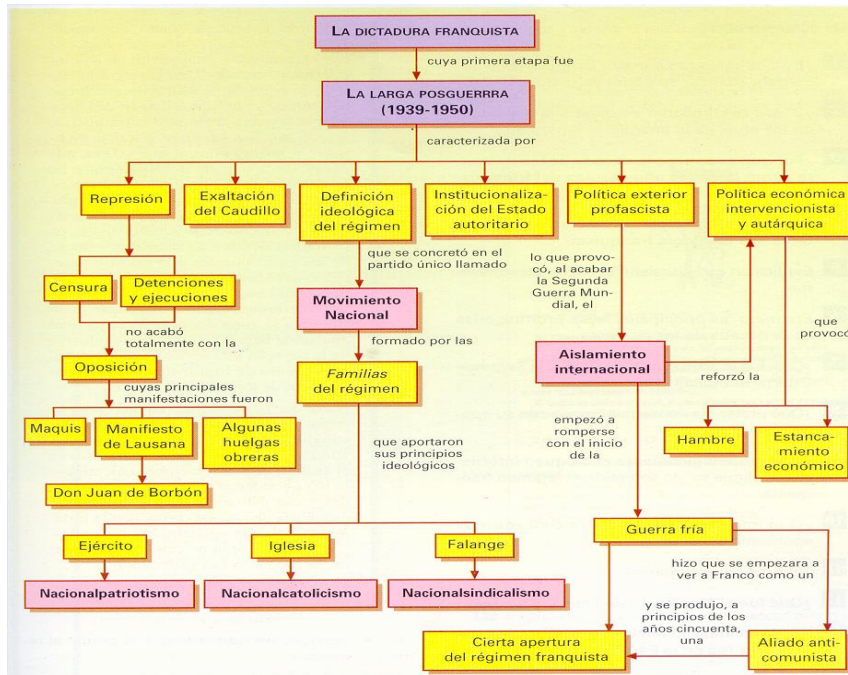 LA DICTADURA FRANQUISTA
cuya primera etapa fue
LA LARGA POSGUERRRA
(1939-1950)
caracterizada por
Represión
Exaltación
del Caudillo
Definición
ideológica
del régimen
Institucionaliza-
ción del Estado
autoritario
Política exterior
profascista
Política económica
intervencionista
y autárquica
Censura
Detenciones
y ejecuciones
no acabó
totalmente con la
Oposición
cuyas principales
manifestaciones fueron
Maquis
Manifiesto
de Lausana
Algunas
huelgas
obreras
Don Juan de Borbón
que se concretó en el
partido único llamado
Movimiento
Nacional
formado por las
Familias
del régimen
que aportaron
sus principios
ideológicos
Ejército
Iglesia
Falange
Nacionalpatriotismo
Nacionalcatolicismo
Nacionalsindicalismo
lo que provo-
có, al acabar
la Segunda
Guerra Mun-
dial, el
Aislamiento
internacional
reforzó la
que
provocó
Hambre
Estanca-
miento
económico
empezó a
romperse
con el inicio
de la
Guerra fría
hizo que se empezara a
ver a Franco como un
Aliado anti-
comunista
y se produjo, a
principios de los
años cincuenta,
una
Cierta apertura
del régimen franquista